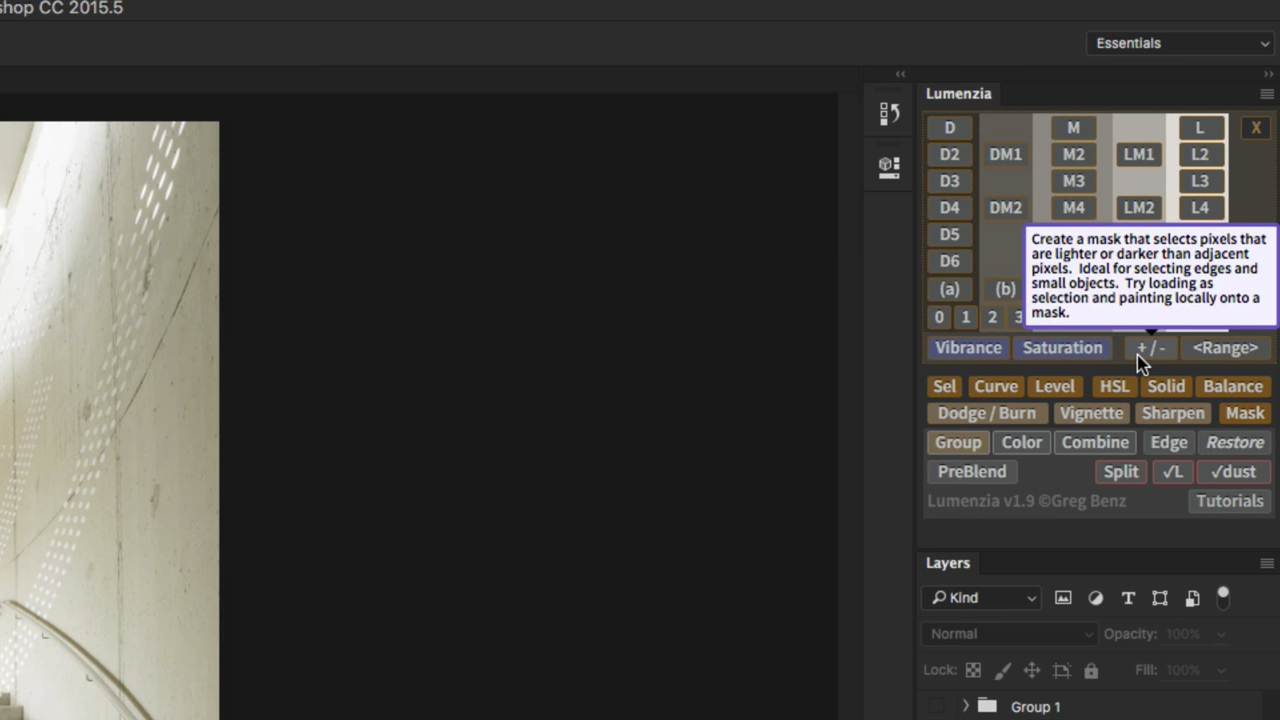 shop CC 2015.5
Essentials
Lumenzia
D M L X
D2 DM1 M2 LM1 L2
D3 M3 L3
D4 DM2 M4 LM2 L4
D5
D6
(a) (b)
0 1 2 3
Create a mask that selects pixels that
are lighter or darker than adjacent
pixels. Ideal for selecting edges and
small objects. Try loading as
selection and painting locally onto a
mask.
Vibrance Saturation + / - <Range>
Sel Curve Level HSL Solid Balance
Dodge / Burn Vignette Sharpen Mask
Group Color Combine Edge Restore
PreBlend Split √L √dust
Lumenzia v1.9 ©Greg Benz Tutorials
Layers
Kind
Normal Opacity: 100%
Lock: Fill: 100%
Group 1